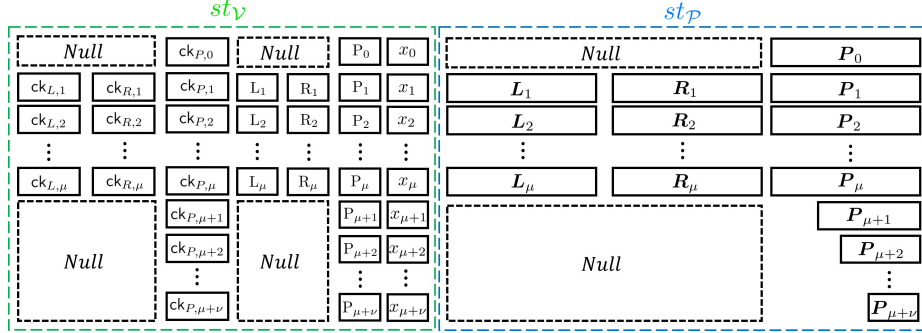 st_𝒱 st_𝒫
Null ck_{P,0} Null P_0 x_0 Null P_0
ck_{L,1} ck_{R,1} ck_{P,1} L_1 R_1 P_1 x_1 L_1 R_1 P_1
ck_{L,2} ck_{R,2} ck_{P,2} L_2 R_2 P_2 x_2 L_2 R_2 P_2
⋮ ⋮ ⋮ ⋮ ⋮ ⋮ ⋮ ⋮ ⋮ ⋮
ck_{L,μ} ck_{R,μ} ck_{P,μ} L_μ R_μ P_μ x_μ L_μ R_μ P_μ
ck_{P,μ+1} P_{μ+1} x_{μ+1} P_{μ+1}
ck_{P,μ+2} P_{μ+2} x_{μ+2} P_{μ+2}
Null Null Null
⋮ ⋮ ⋮ ⋮
ck_{P,μ+ν} P_{μ+ν} x_{μ+ν} P_{μ+ν}